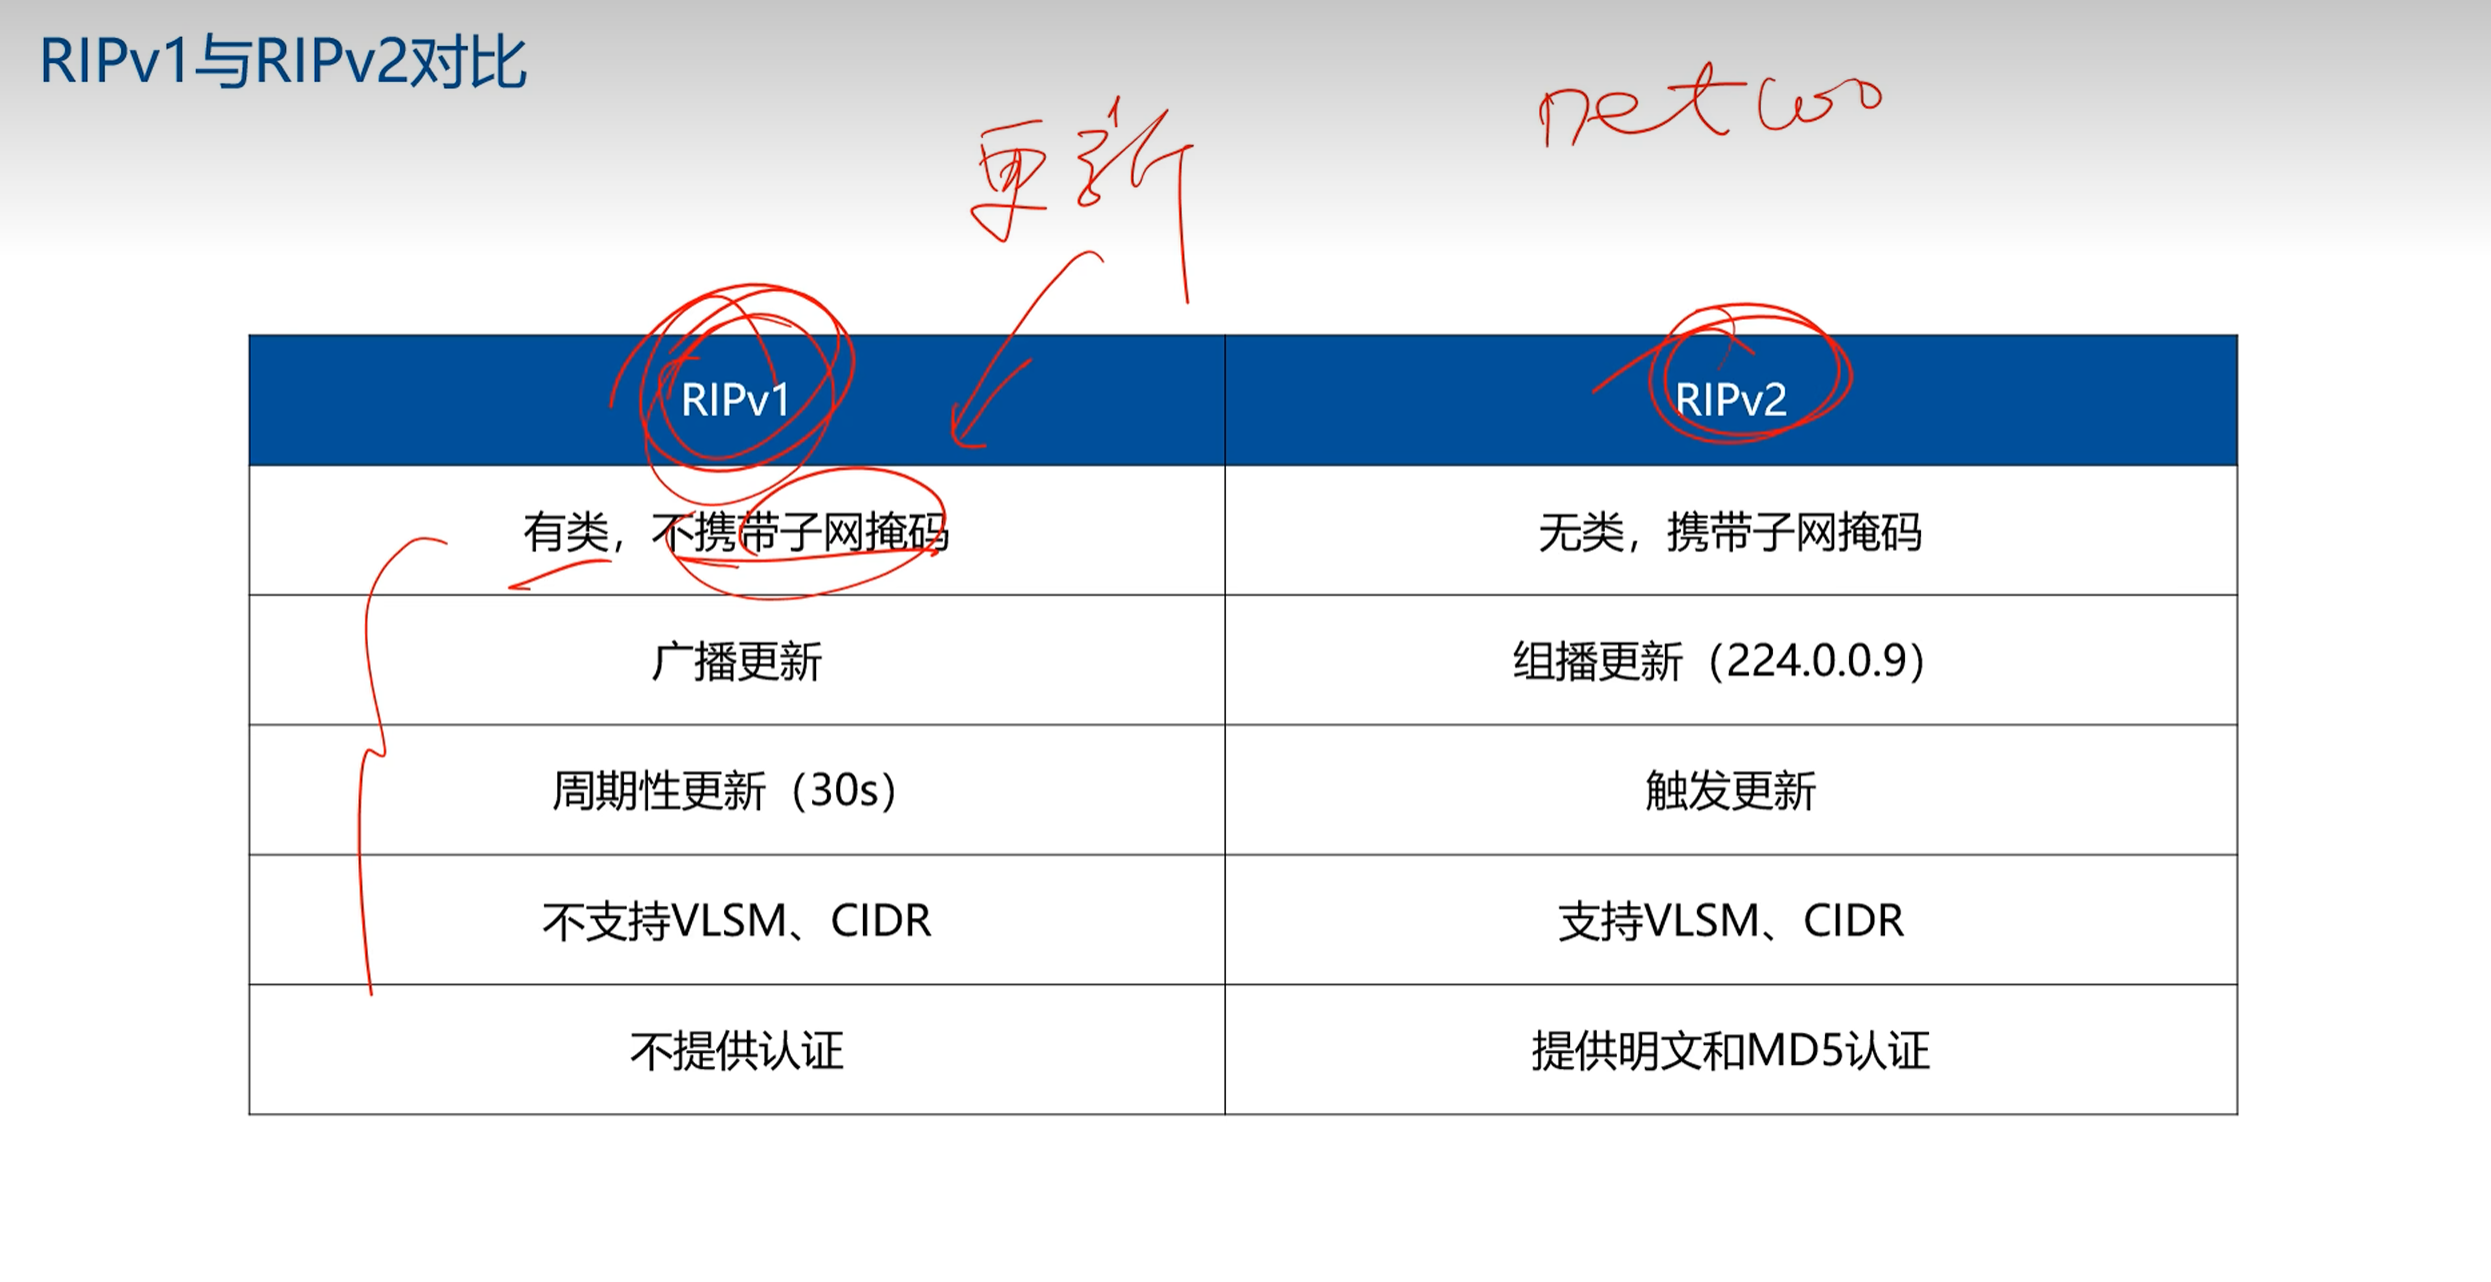 RIPv1与RIPv2对比
netwo
更新
RIPv1 RIPv2
有类，不携带子网掩码 无类，携带子网掩码
广播更新 组播更新（224.0.0.9）
周期性更新（30s） 触发更新
不支持VLSM、CIDR 支持VLSM、CIDR
不提供认证 提供明文和MD5认证